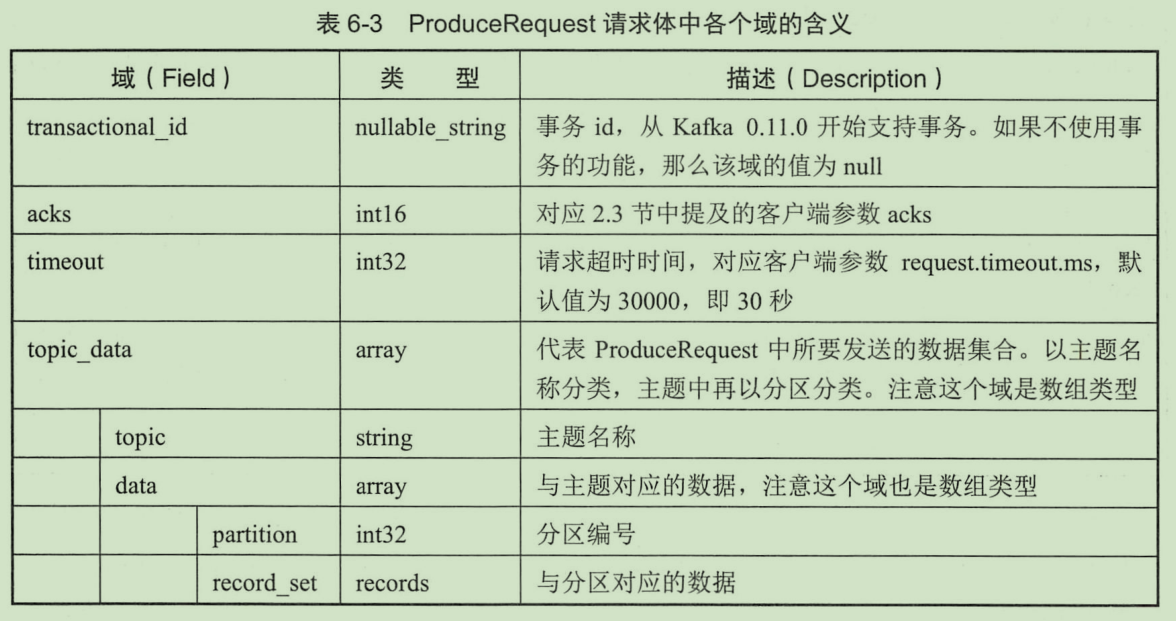 表 6-3 ProduceRequest 请求体中各个域的含义
域（Field） 类 型 描述（Description）
transactional_id nullable_string 事务 id，从 Kafka 0.11.0 开始支持事务。如果不使用事
务的功能，那么该域的值为 null
acks int16 对应 2.3 节中提及的客户端参数 acks
timeout int32 请求超时时间，对应客户端参数 request.timeout.ms，默
认值为 30000，即 30 秒
topic_data array 代表 ProduceRequest 中所要发送的数据集合。以主题名
称分类，主题中再以分区分类。注意这个域是数组类型
topic string 主题名称
data array 与主题对应的数据，注意这个域也是数组类型
partition int32 分区编号
record_set records 与分区对应的数据